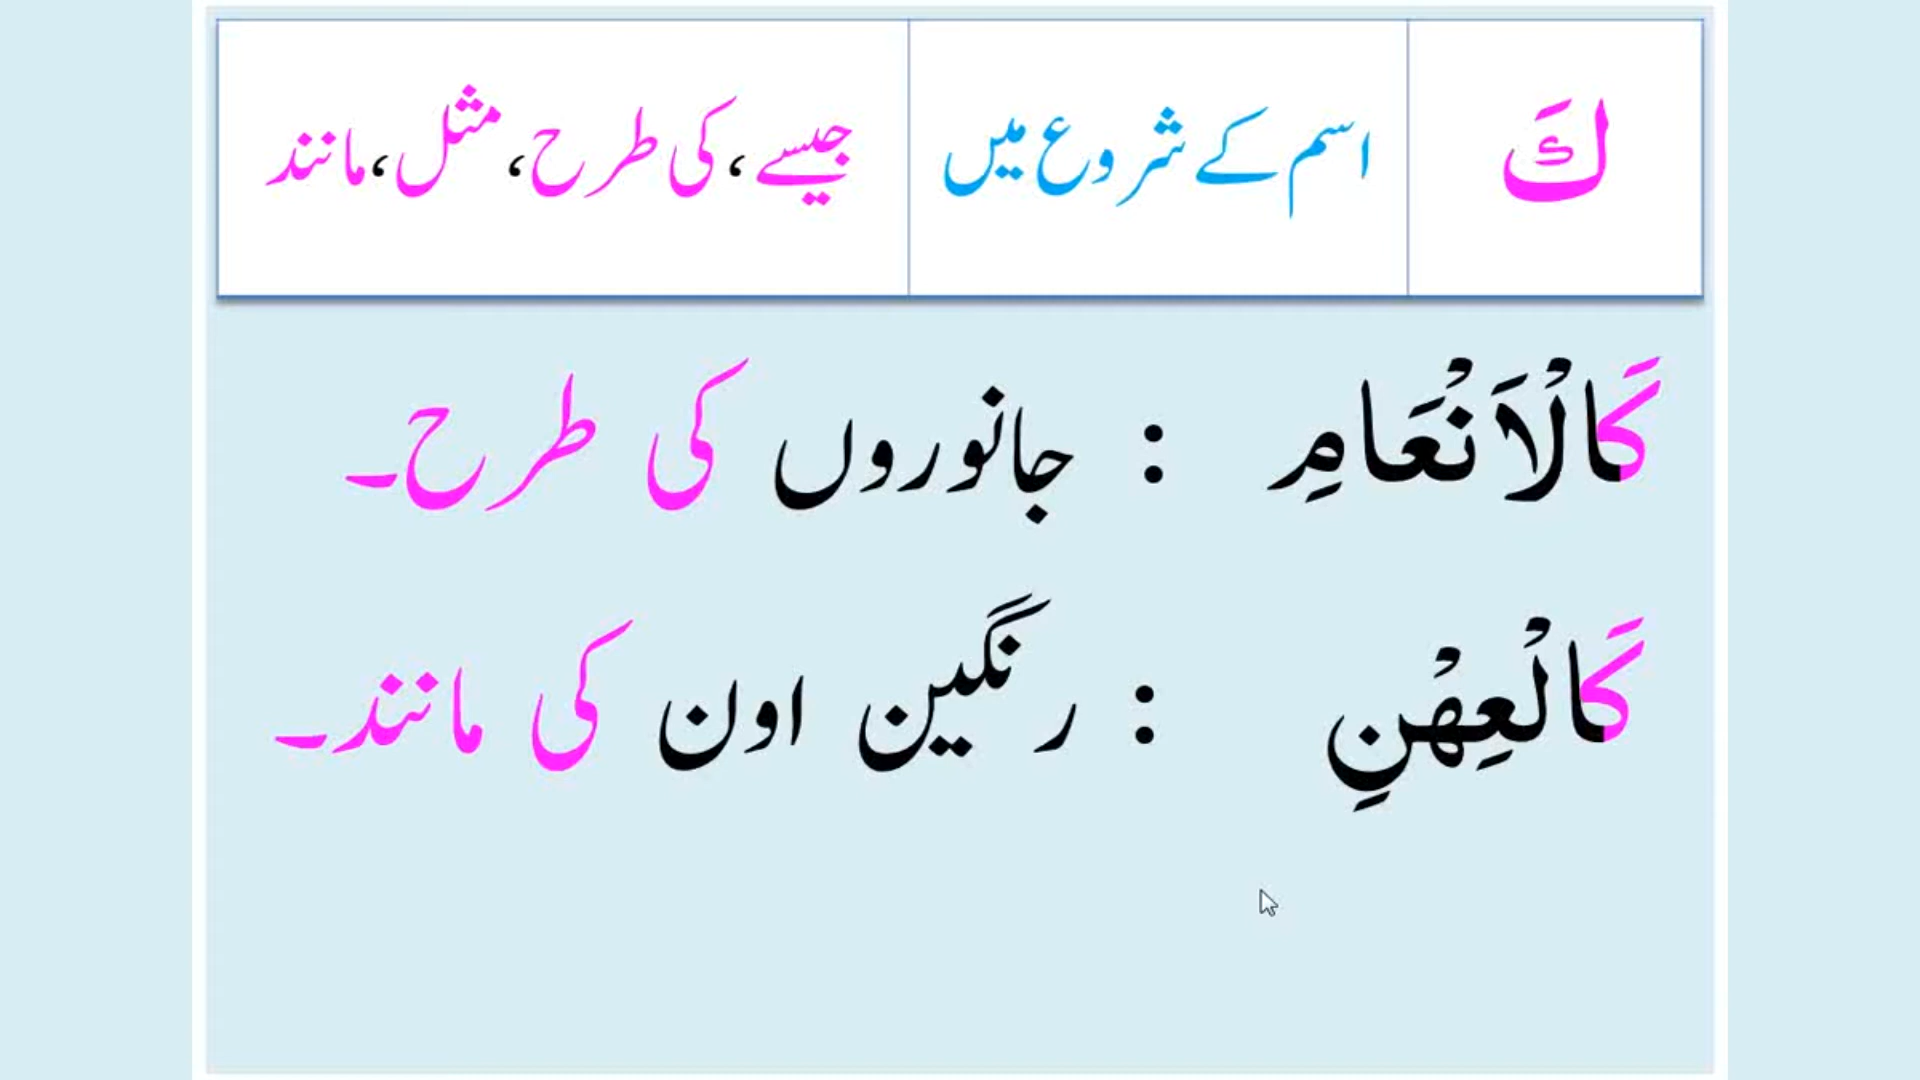 كَ اسم کے شروع میں جیسے، کی طرح، مثل، مانند
كَالْاَنْعَامِ : جانوروں کی طرح۔
كَالْعِهْنِ : رنگین اون کی مانند۔